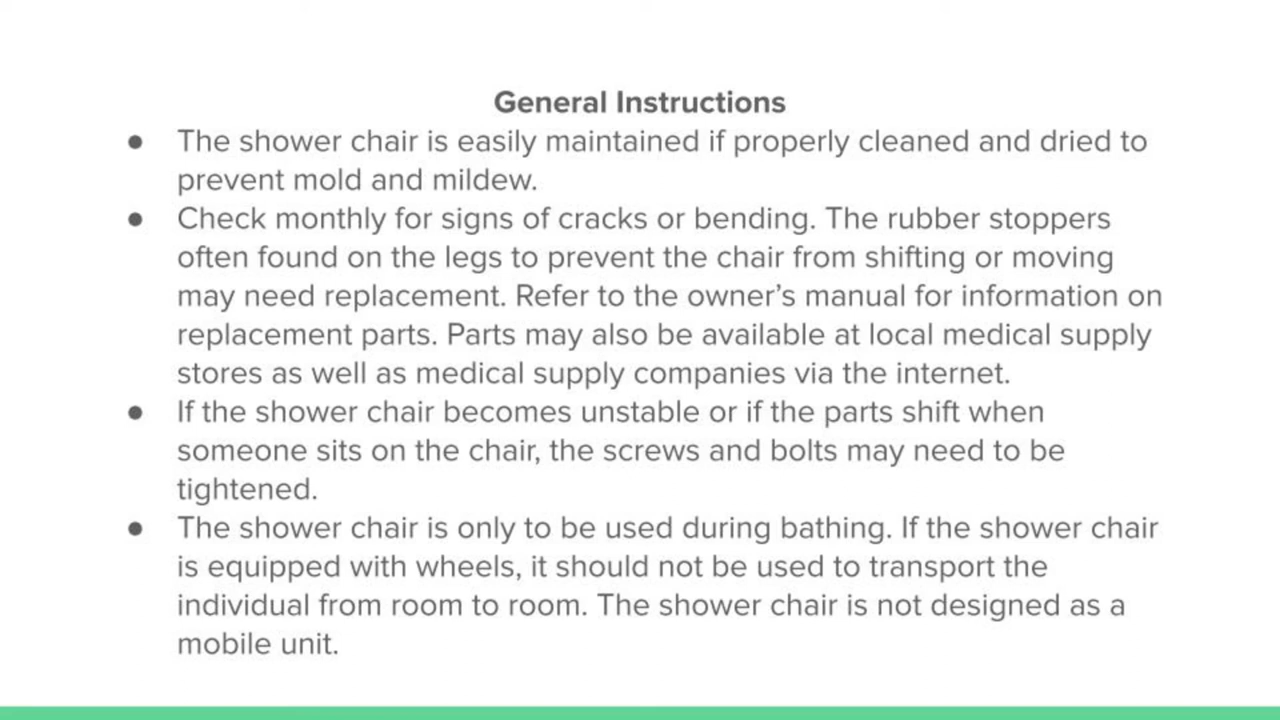 General Instructions
● The shower chair is easily maintained if properly cleaned and dried to
prevent mold and mildew.
● Check monthly for signs of cracks or bending. The rubber stoppers
often found on the legs to prevent the chair from shifting or moving
may need replacement. Refer to the owner’s manual for information on
replacement parts. Parts may also be available at local medical supply
stores as well as medical supply companies via the internet.
● If the shower chair becomes unstable or if the parts shift when
someone sits on the chair, the screws and bolts may need to be
tightened.
● The shower chair is only to be used during bathing. If the shower chair
is equipped with wheels, it should not be used to transport the
individual from room to room. The shower chair is not designed as a
mobile unit.